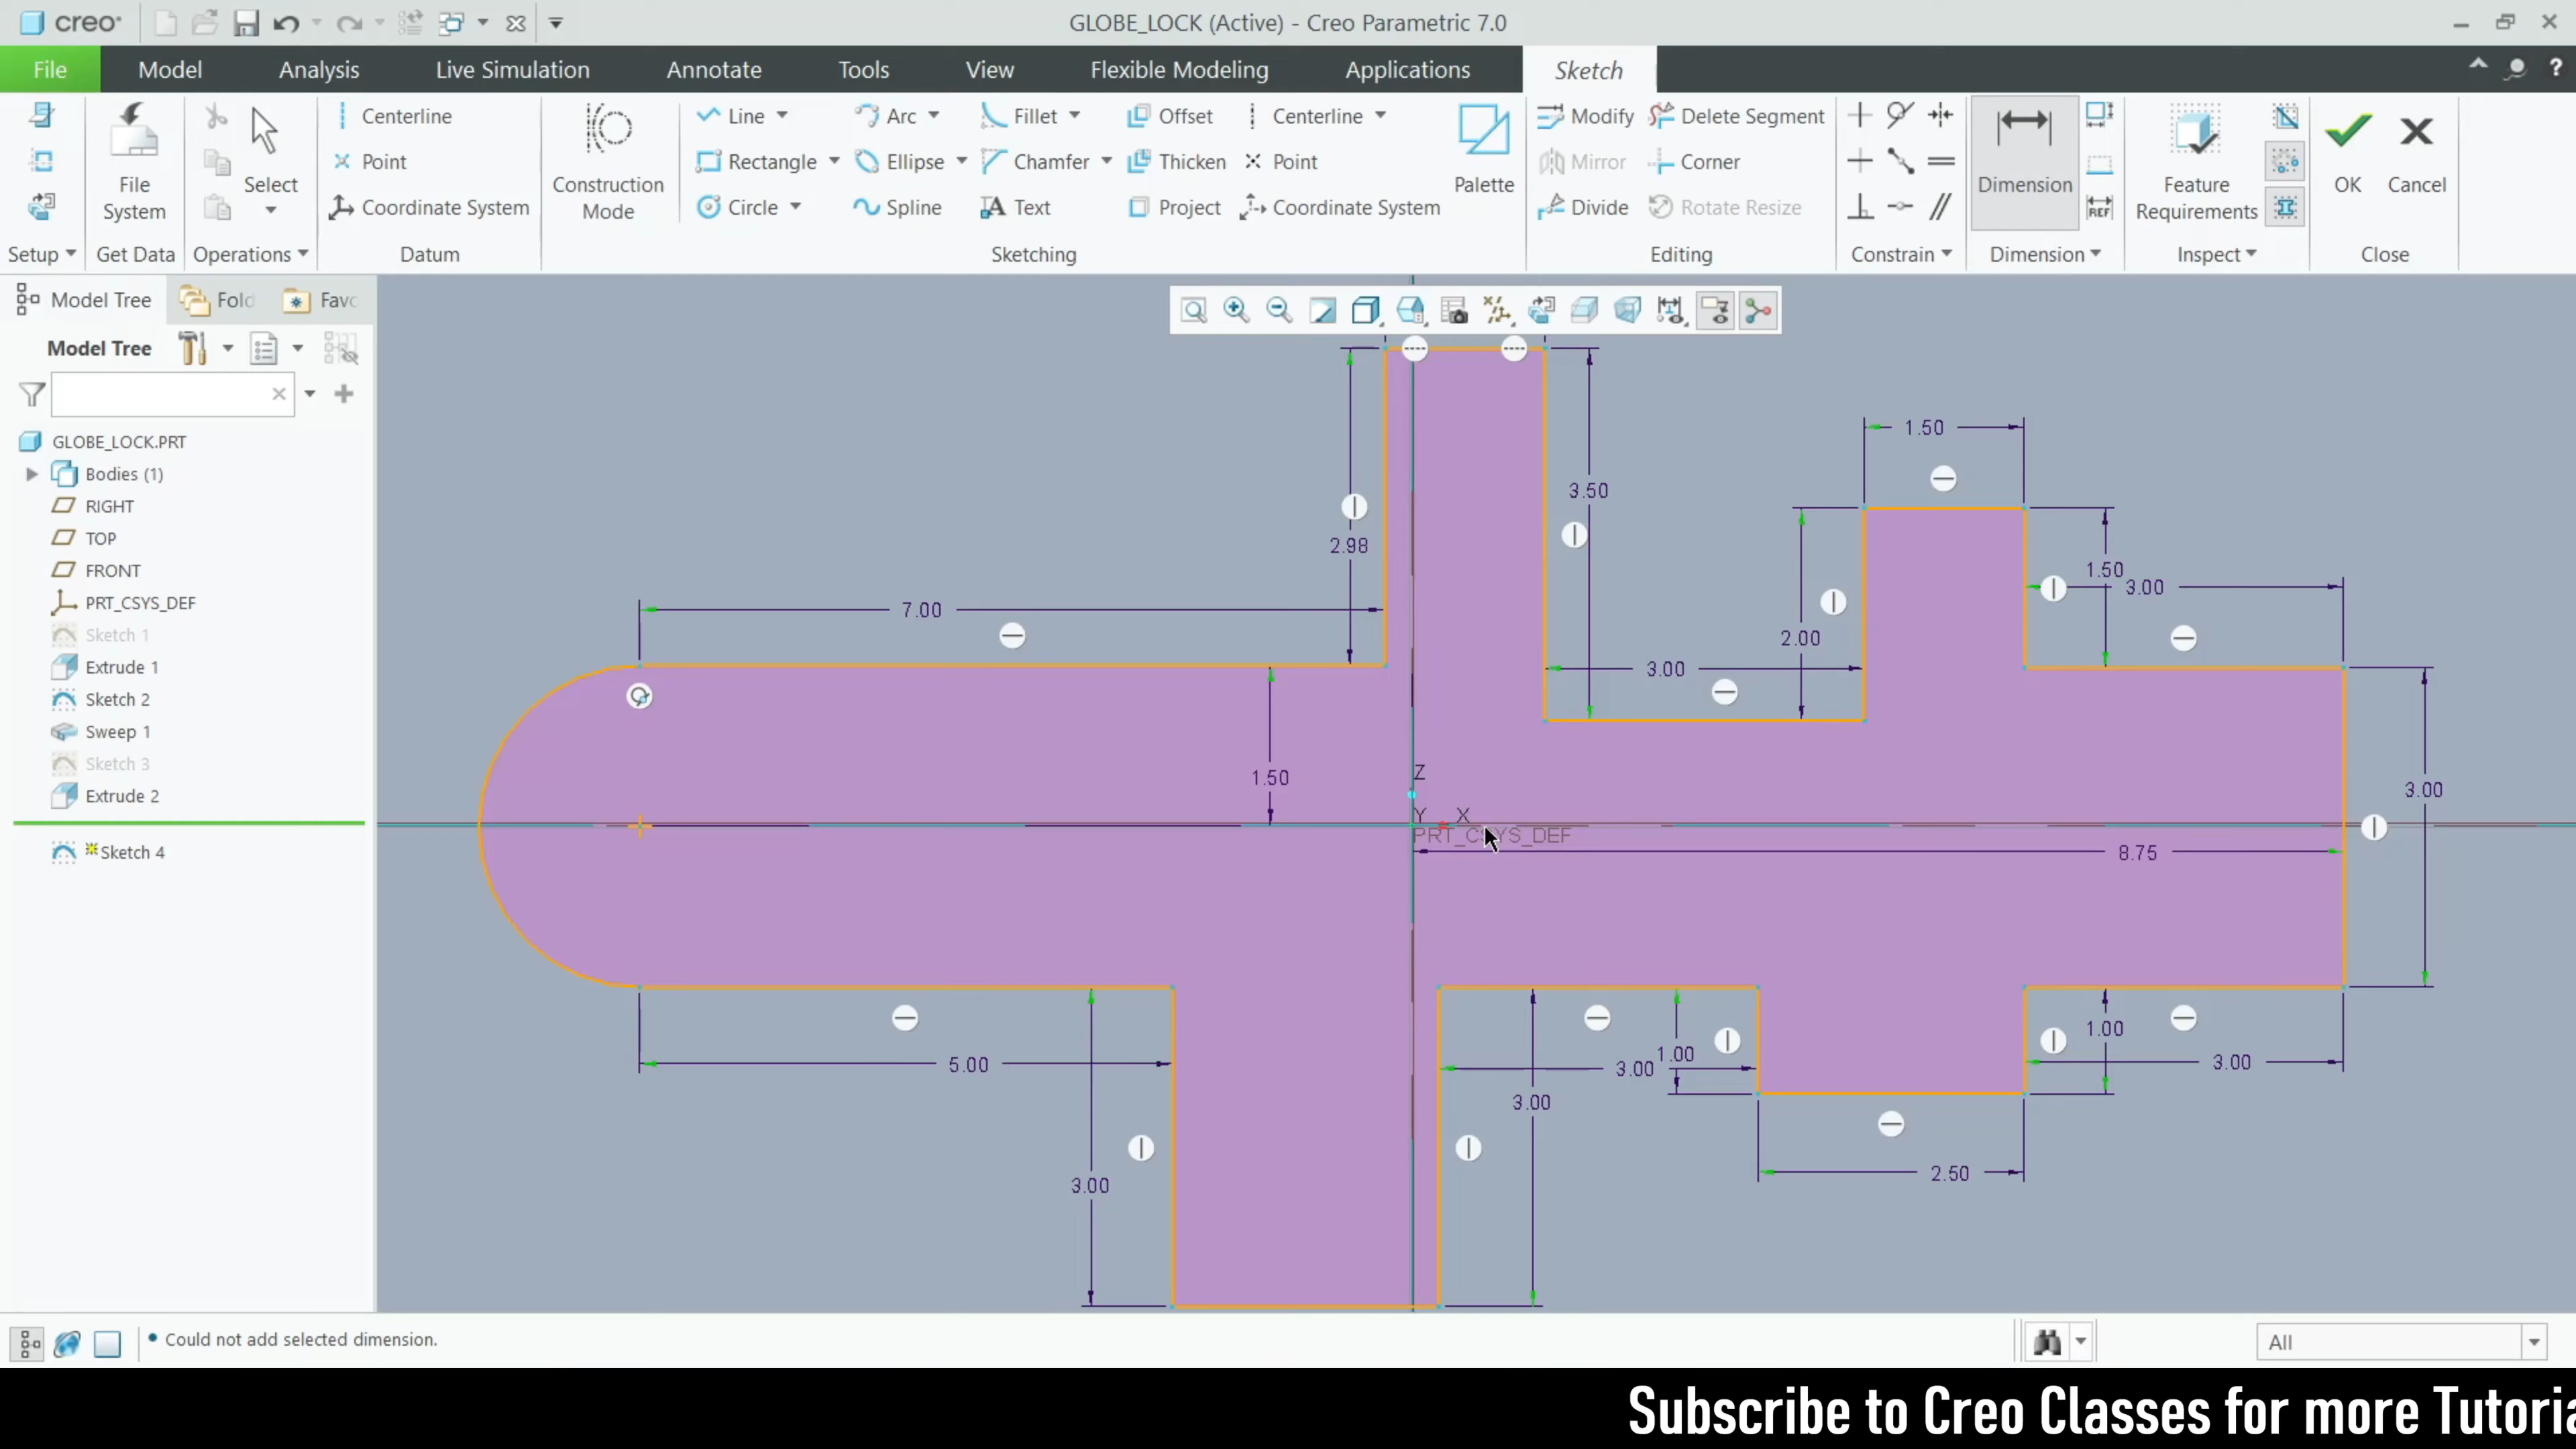 creo
GLOBE_LOCK (Active) - Creo Parametric 7.0
File Model Analysis Live Simulation Annotate Tools View Flexible Modeling Applications Sketch
Centerline Line Arc Fillet Offset Centerline Modify Delete Segment
Point Rectangle Ellipse Chamfer Thicken Point Mirror Corner
File System Select Construction Mode Palette Dimension Feature Requirements OK Cancel
Coordinate System Circle Spline Text Project Coordinate System Divide Rotate Resize
REF
Setup Get Data Operations Datum Sketching Editing Constrain Dimension Inspect Close
Model Tree Fold Favo
Model Tree
GLOBE_LOCK.PRT
Bodies (1)
RIGHT
TOP
FRONT
PRT_CSYS_DEF
Sketch 1
Extrude 1
Sketch 2
Sweep 1
Sketch 3
Extrude 2
Sketch 4
1.50
3.50
2.98
1.50
3.00
7.00
2.00
3.00
1.50
3.00
Z
Y X
PRT_CSYS_DEF
8.75
1.00
1.00
5.00
3.00
3.00
3.00
2.50
3.00
Could not add selected dimension.
All
Subscribe to Creo Classes for more Tutoria